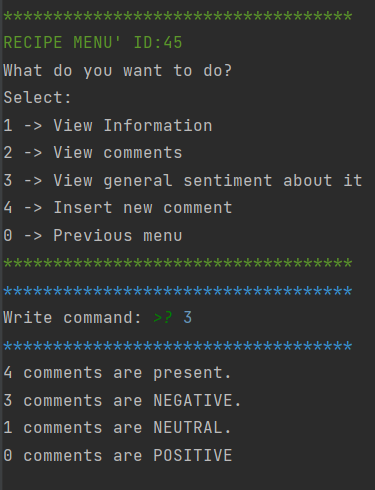 ***********************************
RECIPE MENU' ID:45
What do you want to do?
Select:
1 -> View Information
2 -> View comments
3 -> View general sentiment about it
4 -> Insert new comment
0 -> Previous menu
***********************************
***********************************
Write command: >? 3
***********************************
4 comments are present.
3 comments are NEGATIVE.
1 comments are NEUTRAL.
0 comments are POSITIVE